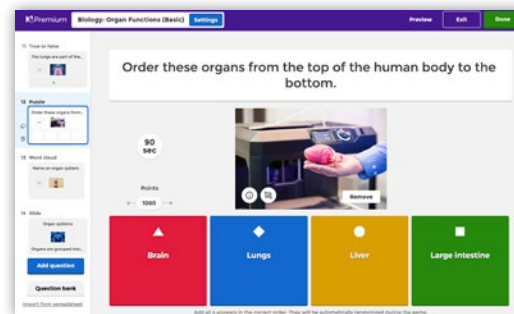 K! Premium
Biology: Organ Functions (Basic)
Settings
Preview
Exit
Done
11 True or false
The lungs are part of the...
12 Puzzle
Order these organs from...
13 Word cloud
Name an organ system...
14 Slide
Organ systems
Organs are grouped into...
Add question
Question bank
Import from spreadsheet
Order these organs from the top of the human body to the
bottom.
90
sec
Points
1000
Remove
Brain
Lungs
Liver
Large intestine
Add all 4 answers in the correct order. They will be automatically randomized during the game.